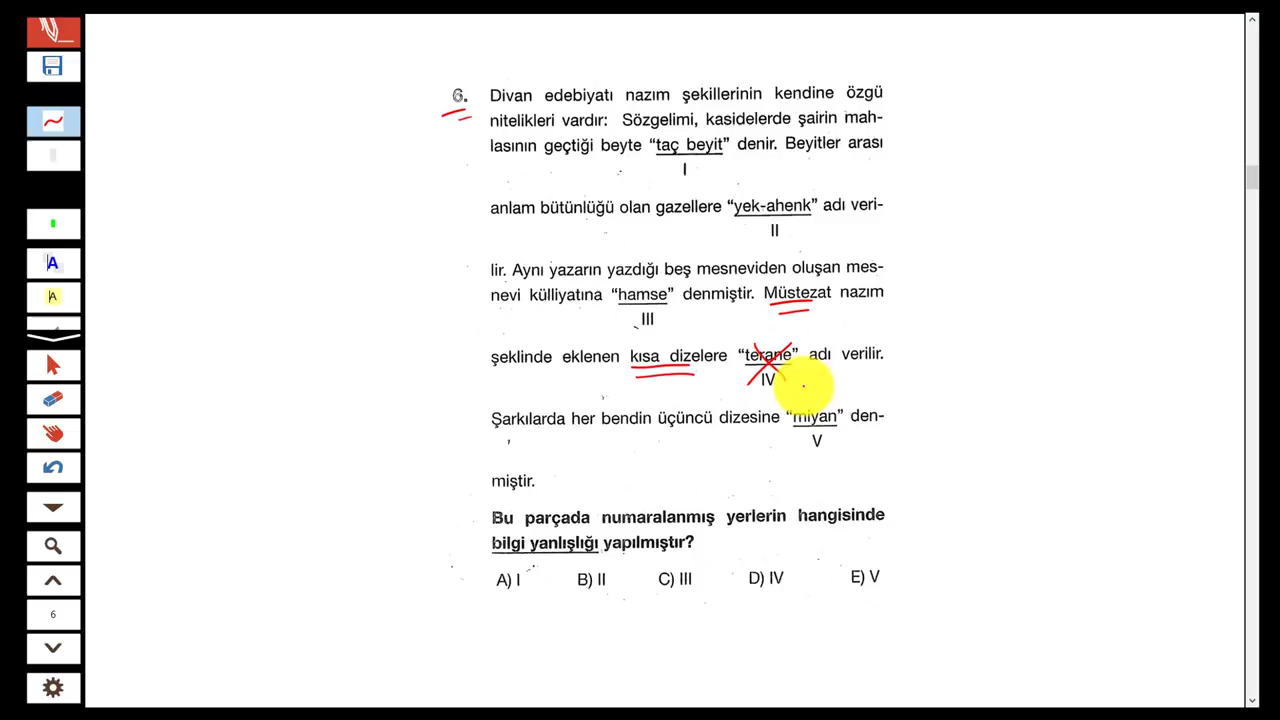 6. Divan edebiyatı nazım şekillerinin kendine özgü
nitelikleri vardır: Sözgelimi, kasidelerde şairin mah-
lasının geçtiği beyte “taç beyit” denir. Beyitler arası
I
anlam bütünlüğü olan gazellere “yek-ahenk” adı veri-
II
lir. Aynı yazarın yazdığı beş mesneviden oluşan mes-
nevi külliyatına “hamse” denmiştir. Müstezat nazım
III
şeklinde eklenen kısa dizelere “terane” adı verilir.
IV
Şarkılarda her bendin üçüncü dizesine “miyan” den-
V
miştir.
Bu parçada numaralanmış yerlerin hangisinde
bilgi yanlışlığı yapılmıştır?
A) I B) II C) III D) IV E) V
A
A
6